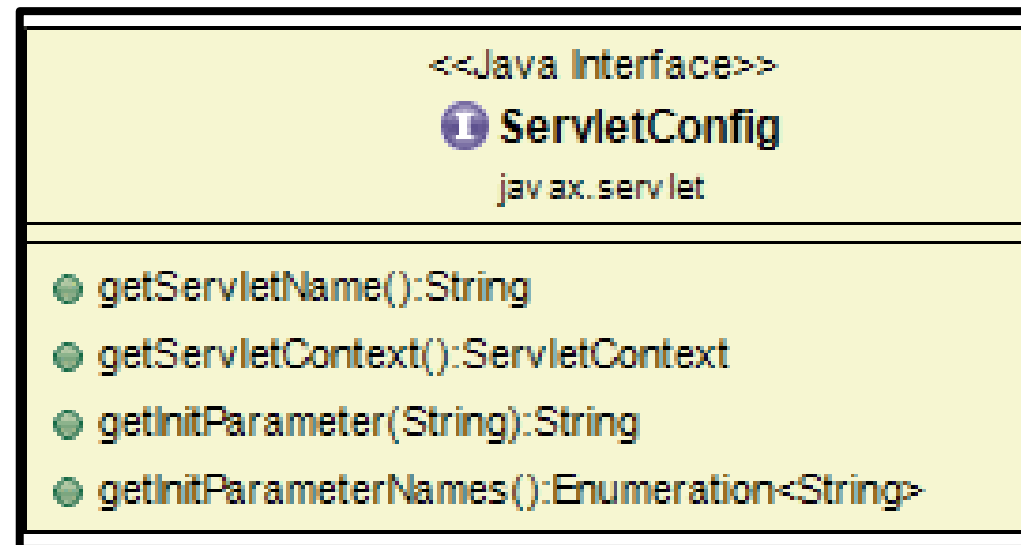 <<Java Interface>>
I ServletConfig
javax.servlet
getServletName():String
getServletContext():ServletContext
getInitParameter(String):String
getInitParameterNames():Enumeration<String>